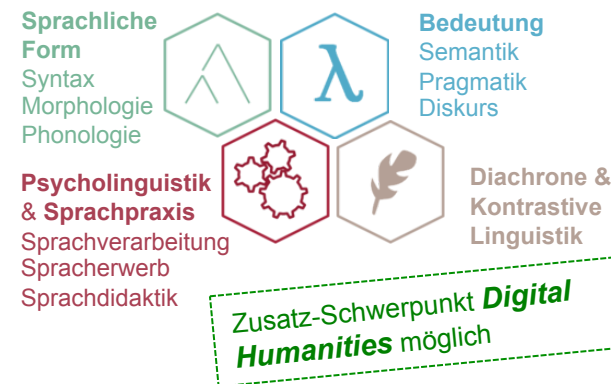 Sprachliche
Form
Syntax
Morphologie
Phonologie
λ
Bedeutung
Semantik
Pragmatik
Diskurs
Psycholinguistik
& Sprachpraxis
Sprachverarbeitung
Spracherwerb
Sprachdidaktik
Diachrone &
Kontrastive
Linguistik
Zusatz-Schwerpunkt Digital
Humanities möglich